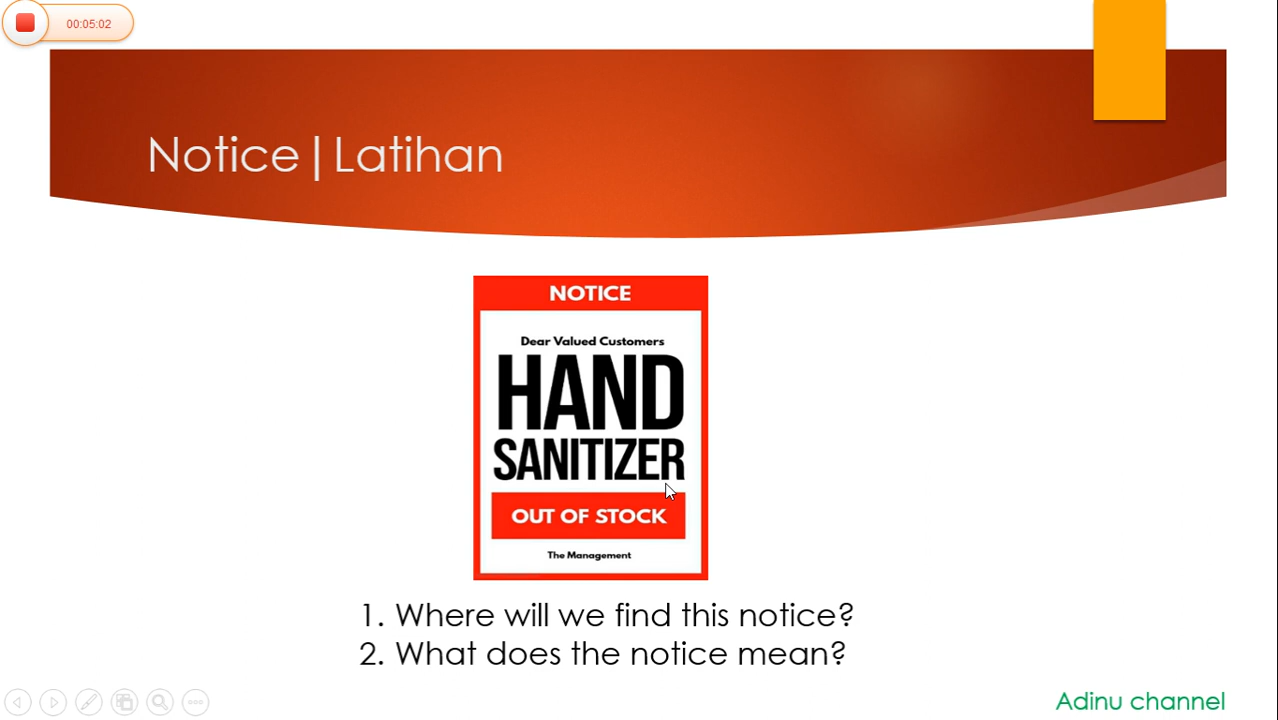 00:05:02
Notice|Latihan
NOTICE
Dear Valued Customers
HAND
SANITIZER
OUT OF STOCK
The Management
1. Where will we find this notice?
2. What does the notice mean?
Adinu channel